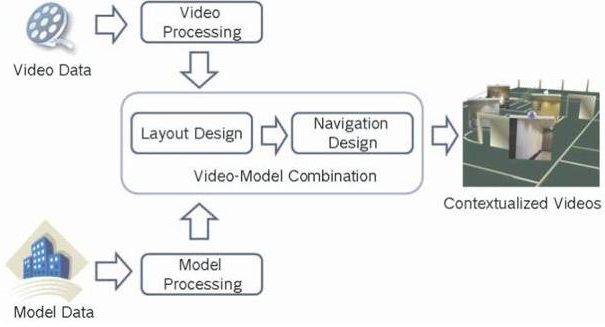 Video
Processing
Video Data
Layout Design
Navigation
Design
Video-Model Combination
Contextualized Videos
Model
Processing
Model Data